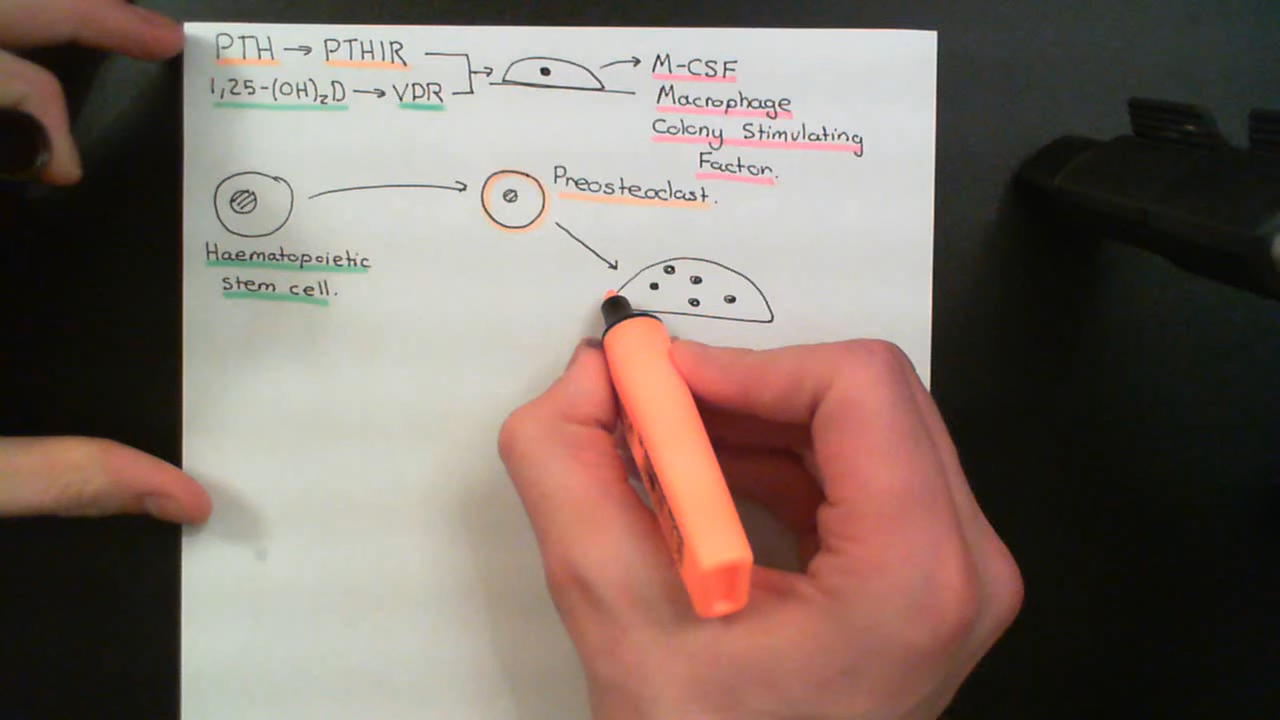 PTH → PTH1R
1,25-(OH)₂D → VDR
→ M-CSF
Macrophage
Colony Stimulating
Factor.
Preosteoclast.
Haematopoietic
stem cell.